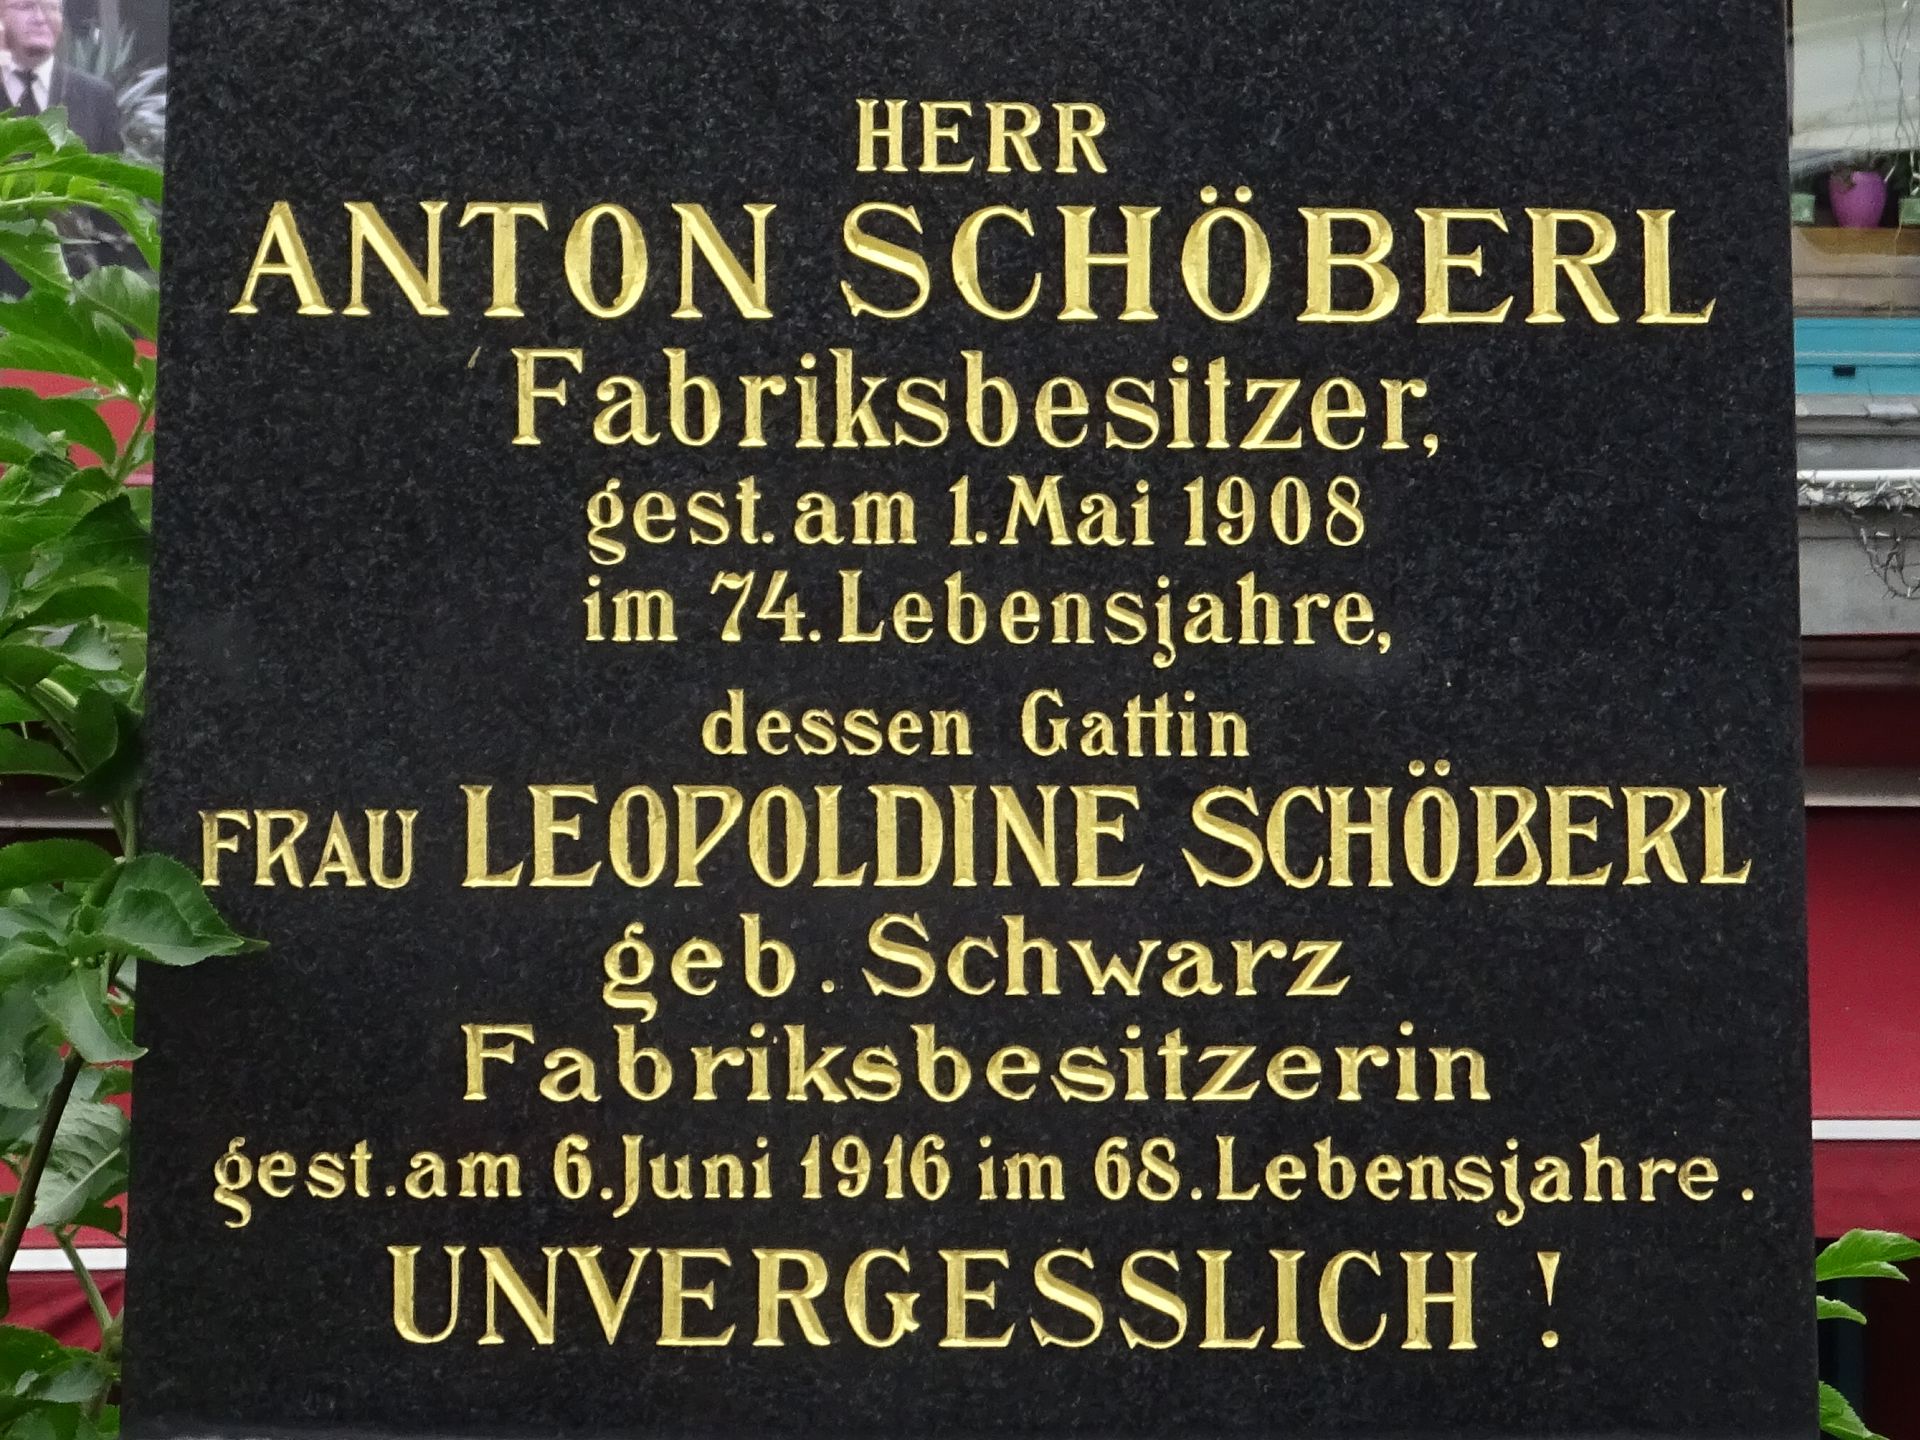 HERR
ANTON SCHÖBERL
Fabriksbesitzer,
gest. am 1. Mai 1908
im 74. Lebensjahre,
dessen Gattin
FRAU LEOPOLDINE SCHÖBERL
geb. Schwarz
Fabriksbesitzerin
gest. am 6. Juni 1916 im 68. Lebensjahre.
UNVERGESSLICH !